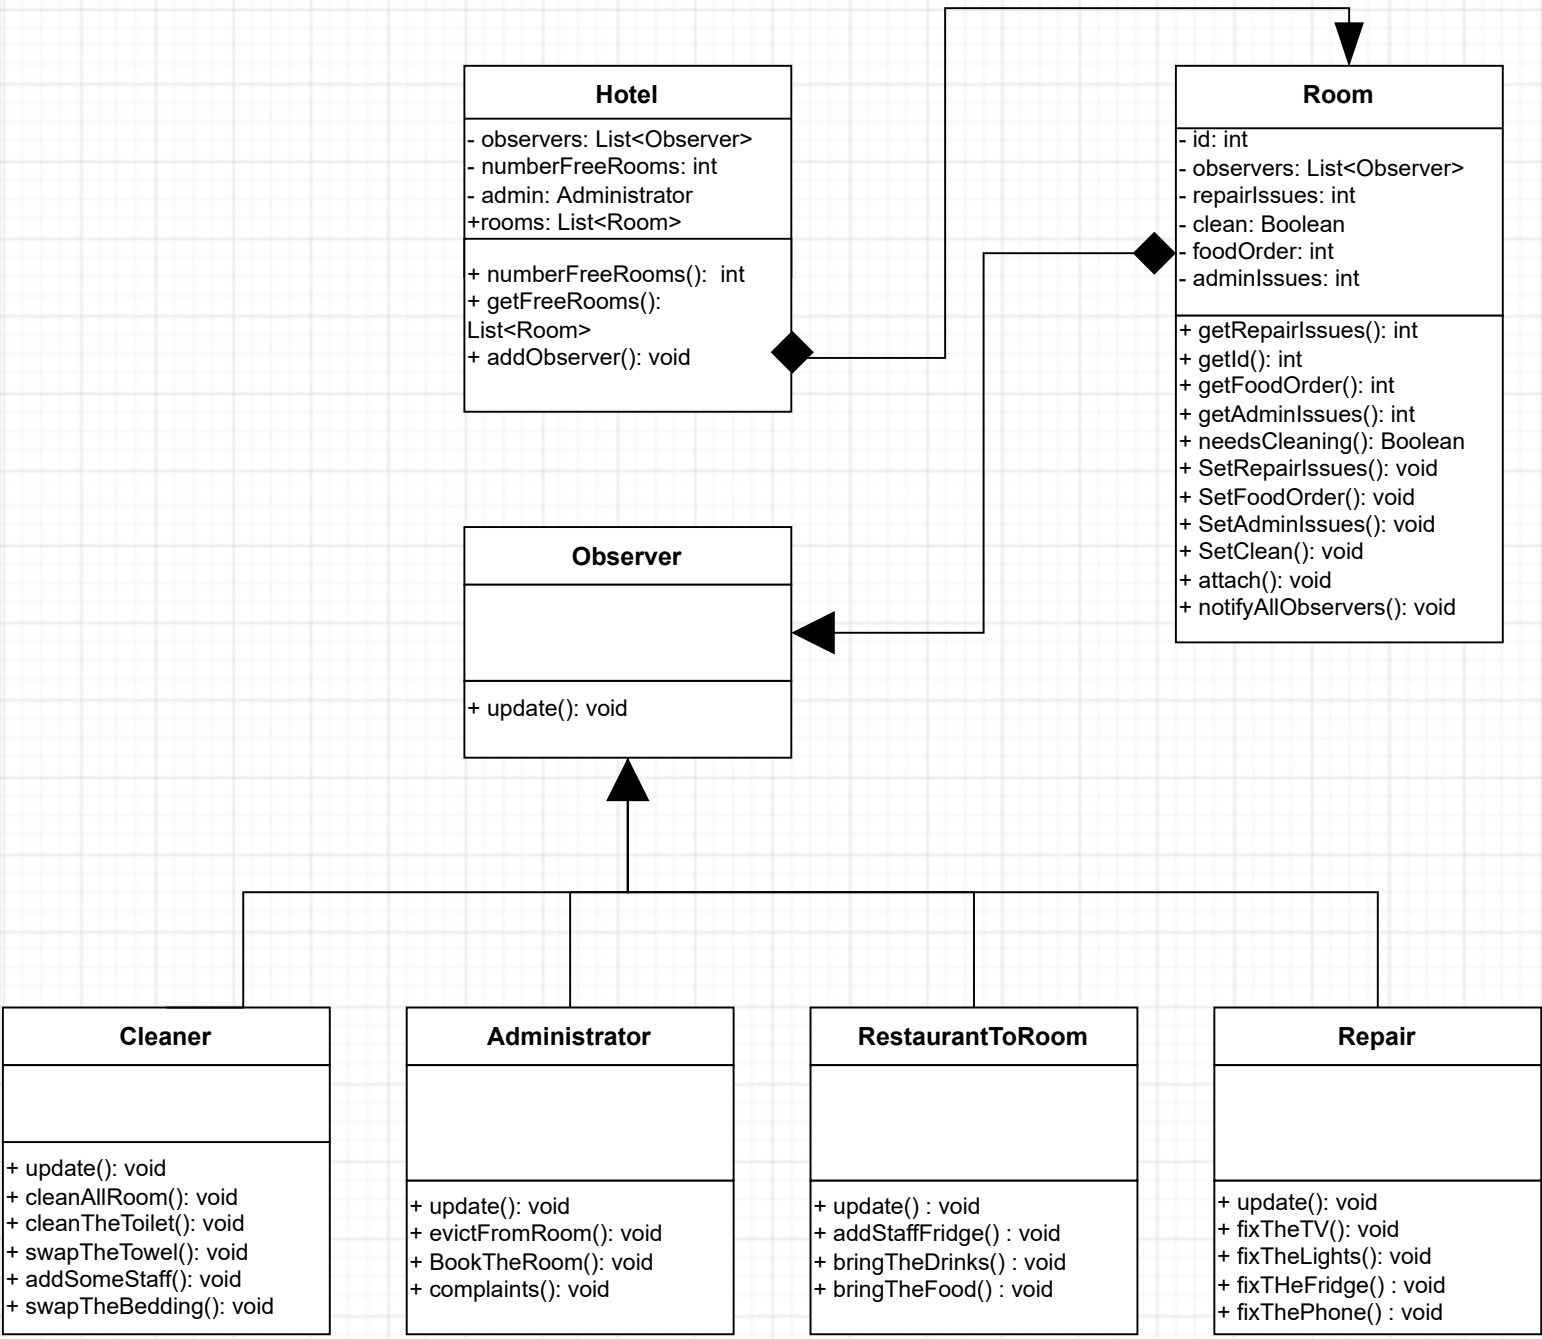 Hotel
- observers: List<Observer>
- numberFreeRooms: int
- admin: Administrator
+rooms: List<Room>
+ numberFreeRooms():  int
+ getFreeRooms():
List<Room>
+ addObserver(): void
Room
- id: int
- observers: List<Observer>
- repairIssues: int
- clean: Boolean
- foodOrder: int
- adminIssues: int
+ getRepairIssues(): int
+ getId(): int
+ getFoodOrder(): int
+ getAdminIssues(): int
+ needsCleaning(): Boolean
+ SetRepairIssues(): void
+ SetFoodOrder(): void
+ SetAdminIssues(): void
+ SetClean(): void
+ attach(): void
+ notifyAllObservers(): void
Observer
+ update(): void
Cleaner
+ update(): void
+ cleanAllRoom(): void
+ cleanTheToilet(): void
+ swapTheTowel(): void
+ addSomeStaff(): void
+ swapTheBedding(): void
Administrator
+ update(): void
+ evictFromRoom(): void
+ BookTheRoom(): void
+ complaints(): void
RestaurantToRoom
+ update() : void
+ addStaffFridge() : void
+ bringTheDrinks() : void
+ bringTheFood() : void
Repair
+ update(): void
+ fixTheTV(): void
+ fixTheLights(): void
+ fixTHeFridge() : void
+ fixThePhone() : void